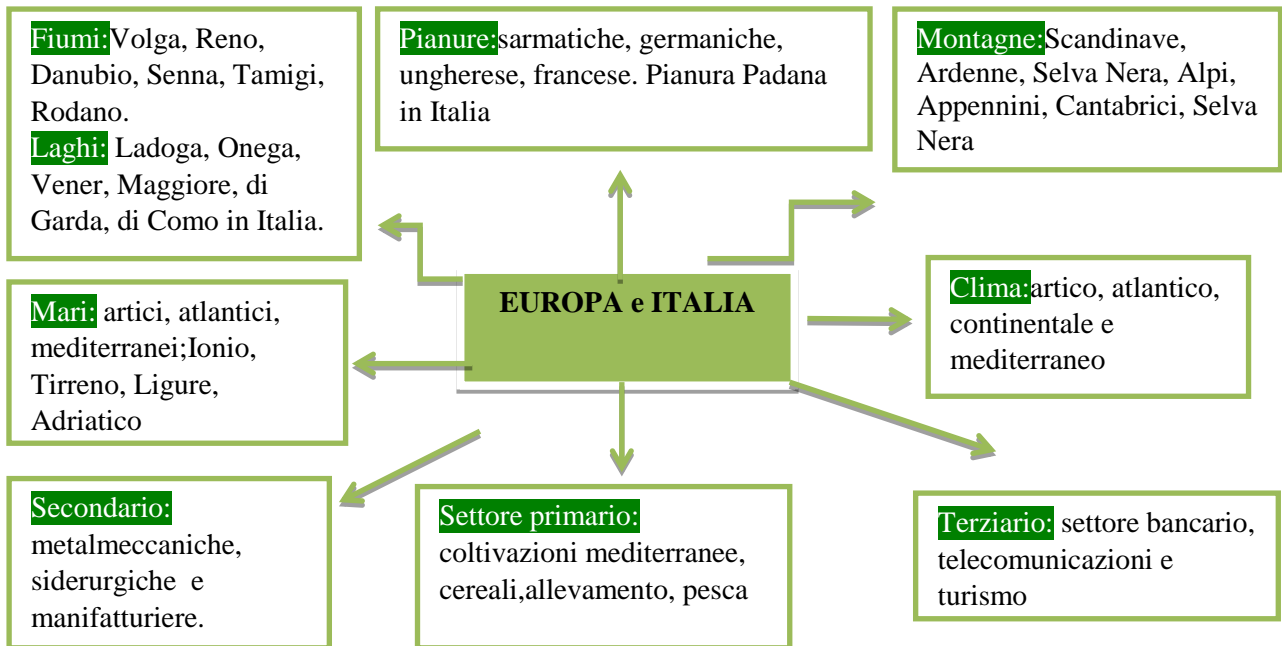 Fiumi:Volga, Reno,
Danubio, Senna, Tamigi,
Rodano.
Laghi: Ladoga, Onega,
Vener, Maggiore, di
Garda, di Como in Italia.
Pianure:sarmatiche, germaniche,
ungherese, francese. Pianura Padana
in Italia
Montagne:Scandinave,
Ardenne, Selva Nera, Alpi,
Appennini, Cantabrici, Selva
Nera
Mari: artici, atlantici,
mediterranei;Ionio,
Tirreno, Ligure,
Adriatico
EUROPA e ITALIA
Clima:artico, atlantico,
continentale e
mediterraneo
Secondario:
metalmeccaniche,
siderurgiche e
manifatturiere.
Settore primario:
coltivazioni mediterranee,
cereali,allevamento, pesca
Terziario: settore bancario,
telecomunicazioni e
turismo